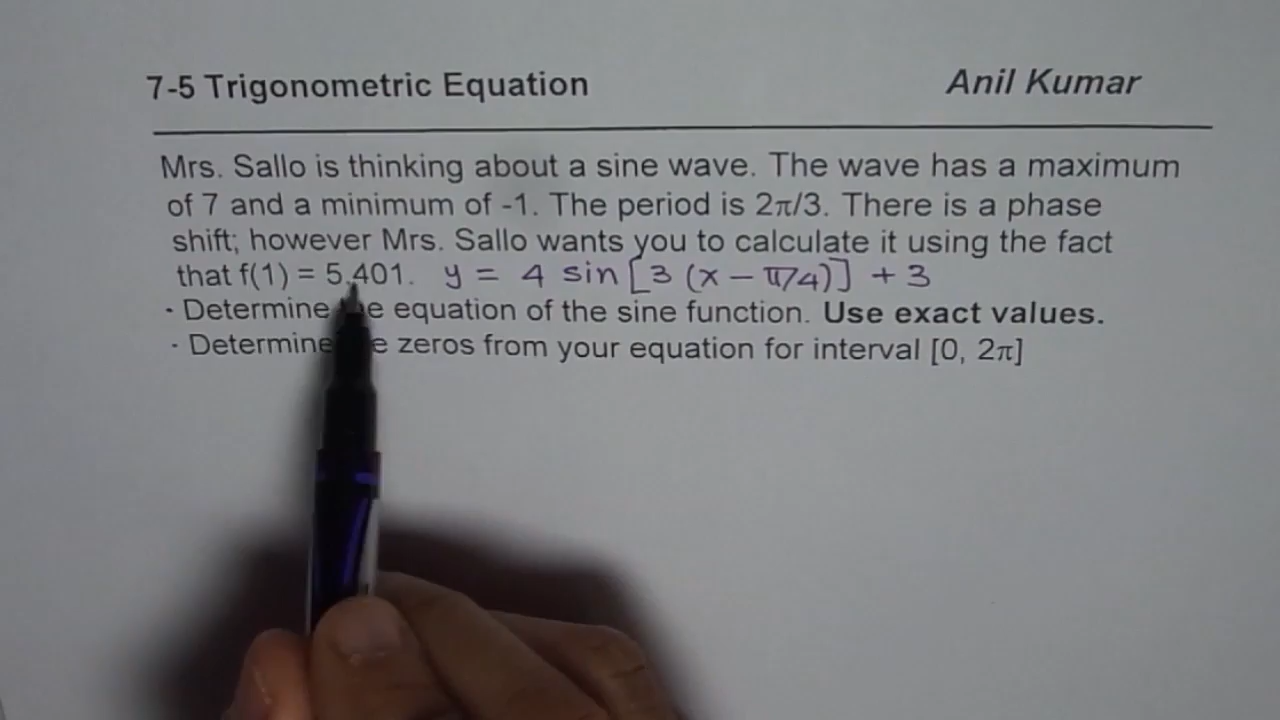 7-5 Trigonometric Equation Anil Kumar
Mrs. Sallo is thinking about a sine wave. The wave has a maximum
of 7 and a minimum of -1. The period is 2π/3. There is a phase
shift; however Mrs. Sallo wants you to calculate it using the fact
that f(1) = 5.401. y = 4 sin [3 (x – π/4)] + 3
· Determine equation of the sine function. Use exact values.
· Determine zeros from your equation for interval [0, 2π]